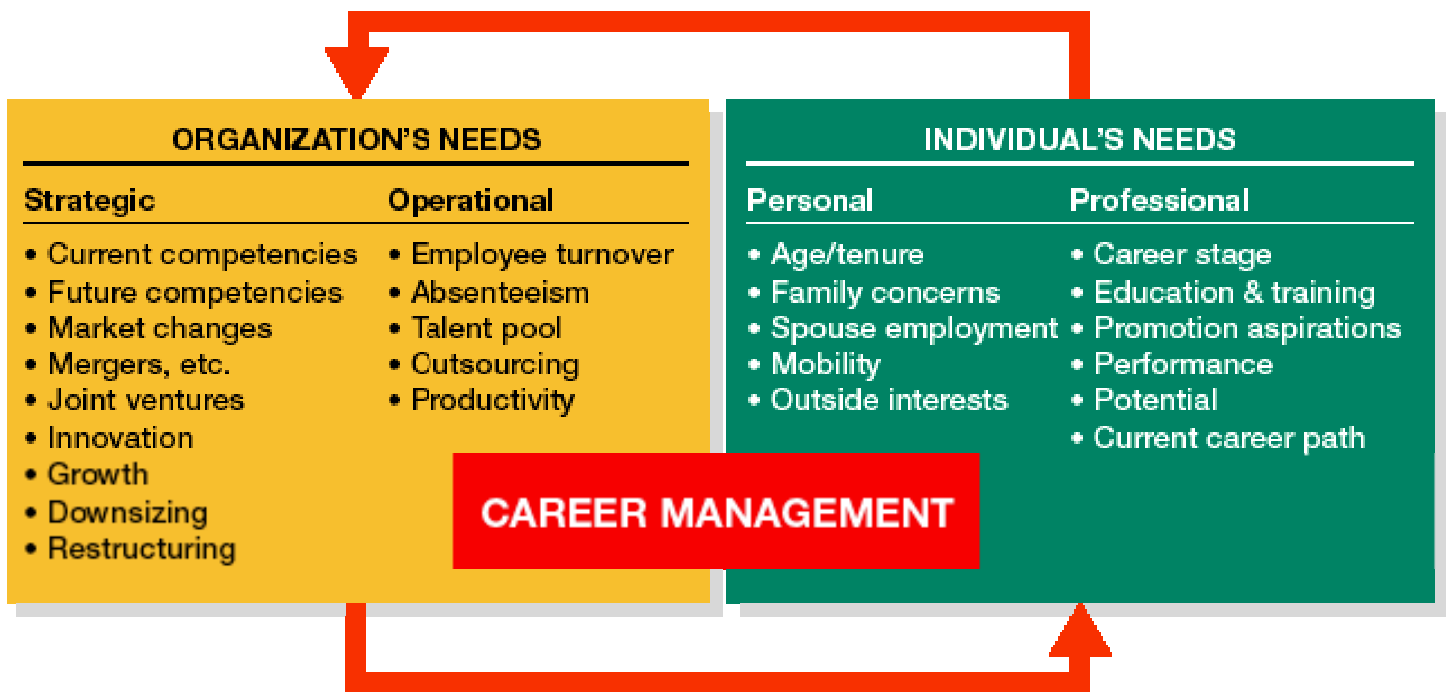 ORGANIZATION'S NEEDS
Strategic
• Current competencies
• Future competencies
• Market changes
• Mergers, etc.
• Joint ventures
• Innovation
• Growth
• Downsizing
• Restructuring
Operational
• Employee turnover
• Absenteeism
• Talent pool
• Outsourcing
• Productivity
INDIVIDUAL'S NEEDS
Personal
• Age/tenure
• Family concerns
• Spouse employment
• Mobility
• Outside interests
Professional
• Career stage
• Education & training
• Promotion aspirations
• Performance
• Potential
• Current career path
CAREER MANAGEMENT